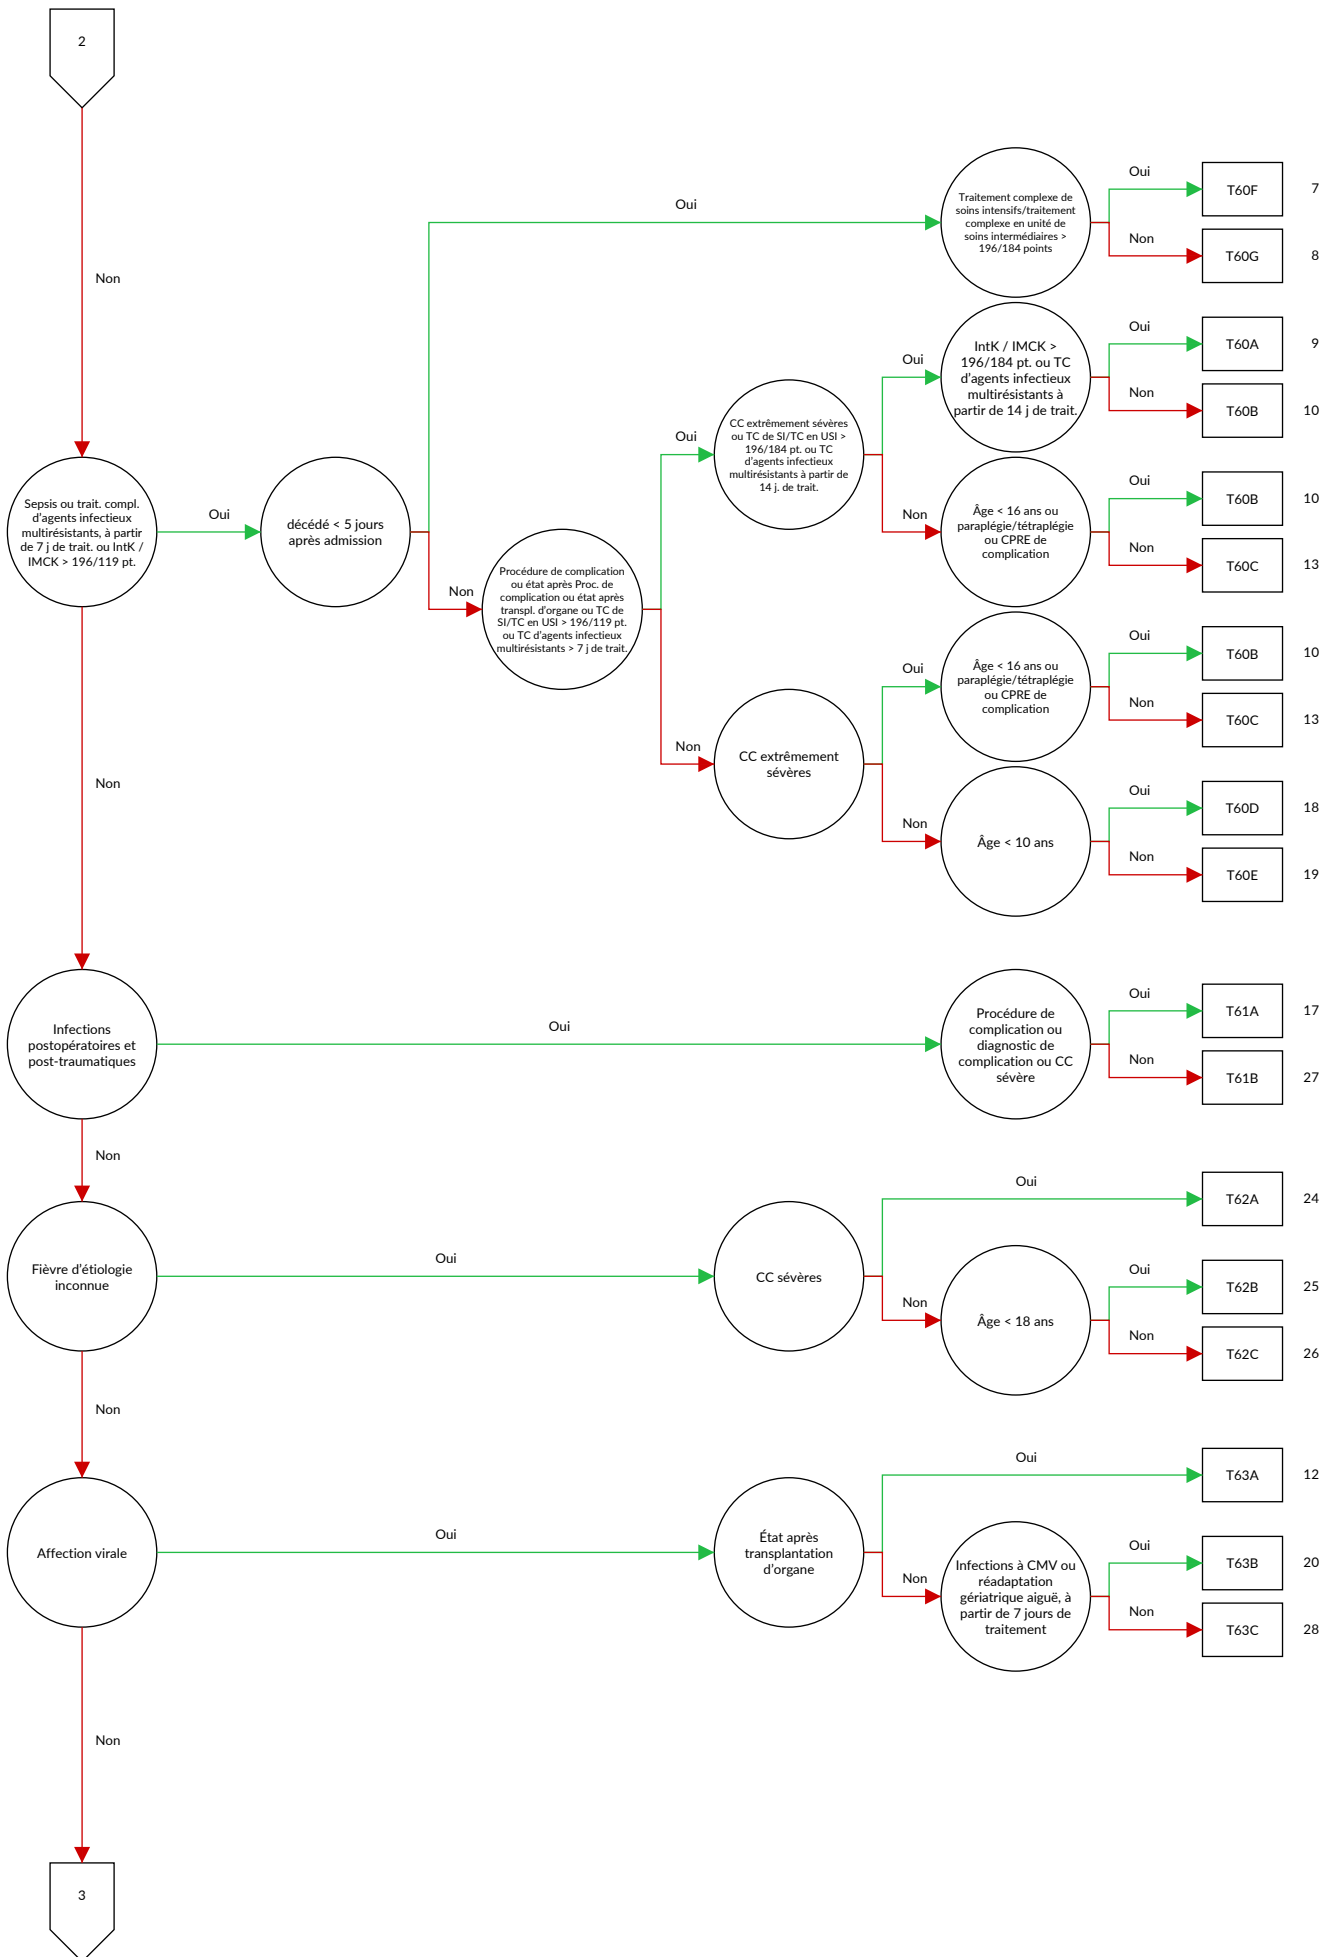 2
Non
Oui
Traitement complexe de
soins intensifs/traitement
complexe en unité de
soins intermédiaires >
196/184 points
Oui
T60F
7
Non
T60G
8
Sepsis ou trait. compl.
d'agents infectieux
multirésistants, à partir
de 7 j de trait. ou IntK /
IMCK > 196/119 pt.
Oui
décédé < 5 jours
après admission
Non
Procédure de complication
ou état après Proc. de
complication ou état après
transpl. d'organe ou TC de
SI/TC en USI > 196/119 pt.
ou TC d'agents infectieux
multirésistants > 7 j de trait.
Oui
CC extrêmement sévères
ou TC de SI/TC en USI >
196/184 pt. ou TC
d'agents infectieux
multirésistants à partir de
14 j. de trait.
Oui
IntK / IMCK >
196/184 pt. ou TC
d'agents infectieux
multirésistants à
partir de 14 j de trait.
Oui
T60A
9
Non
T60B
10
Non
Âge < 16 ans ou
paraplégie/tétraplégie
ou CPRE de
complication
Oui
T60B
10
Non
T60C
13
Non
CC extrêmement
sévères
Oui
Âge < 16 ans ou
paraplégie/tétraplégie
ou CPRE de
complication
Oui
T60B
10
Non
T60C
13
Non
Âge < 10 ans
Oui
T60D
18
Non
T60E
19
Non
Infections
postopératoires et
post-traumatiques
Oui
Procédure de
complication ou
diagnostic de
complication ou CC
sévère
Oui
T61A
17
Non
T61B
27
Non
Fièvre d'étiologie
inconnue
Oui
CC sévères
Oui
T62A
24
Non
Âge < 18 ans
Oui
T62B
25
Non
T62C
26
Non
Affection virale
Oui
État après
transplantation
d'organe
Oui
T63A
12
Non
Infections à CMV ou
réadaptation
gériatrique aiguë, à
partir de 7 jours de
traitement
Oui
T63B
20
Non
T63C
28
Non
3